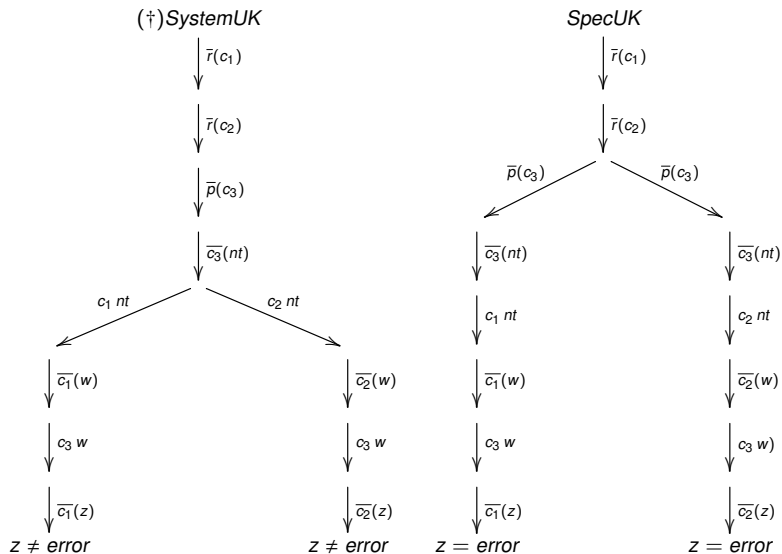 (†)SystemUK SpecUK
r̅(c₁) r̅(c₁)
r̅(c₂) r̅(c₂)
p̅(c₃) p̅(c₃) p̅(c₃)
c̅₃(nt) c̅₃(nt) c̅₃(nt)
c₁ nt c₂ nt c₁ nt c₂ nt
c̅₁(w) c̅₂(w) c̅₁(w) c̅₂(w)
c₃ w c₃ w c₃ w c₃ w)
c̅₁(z) c̅₂(z) c̅₁(z) c̅₂(z)
z ≠ error z ≠ error z = error z = error